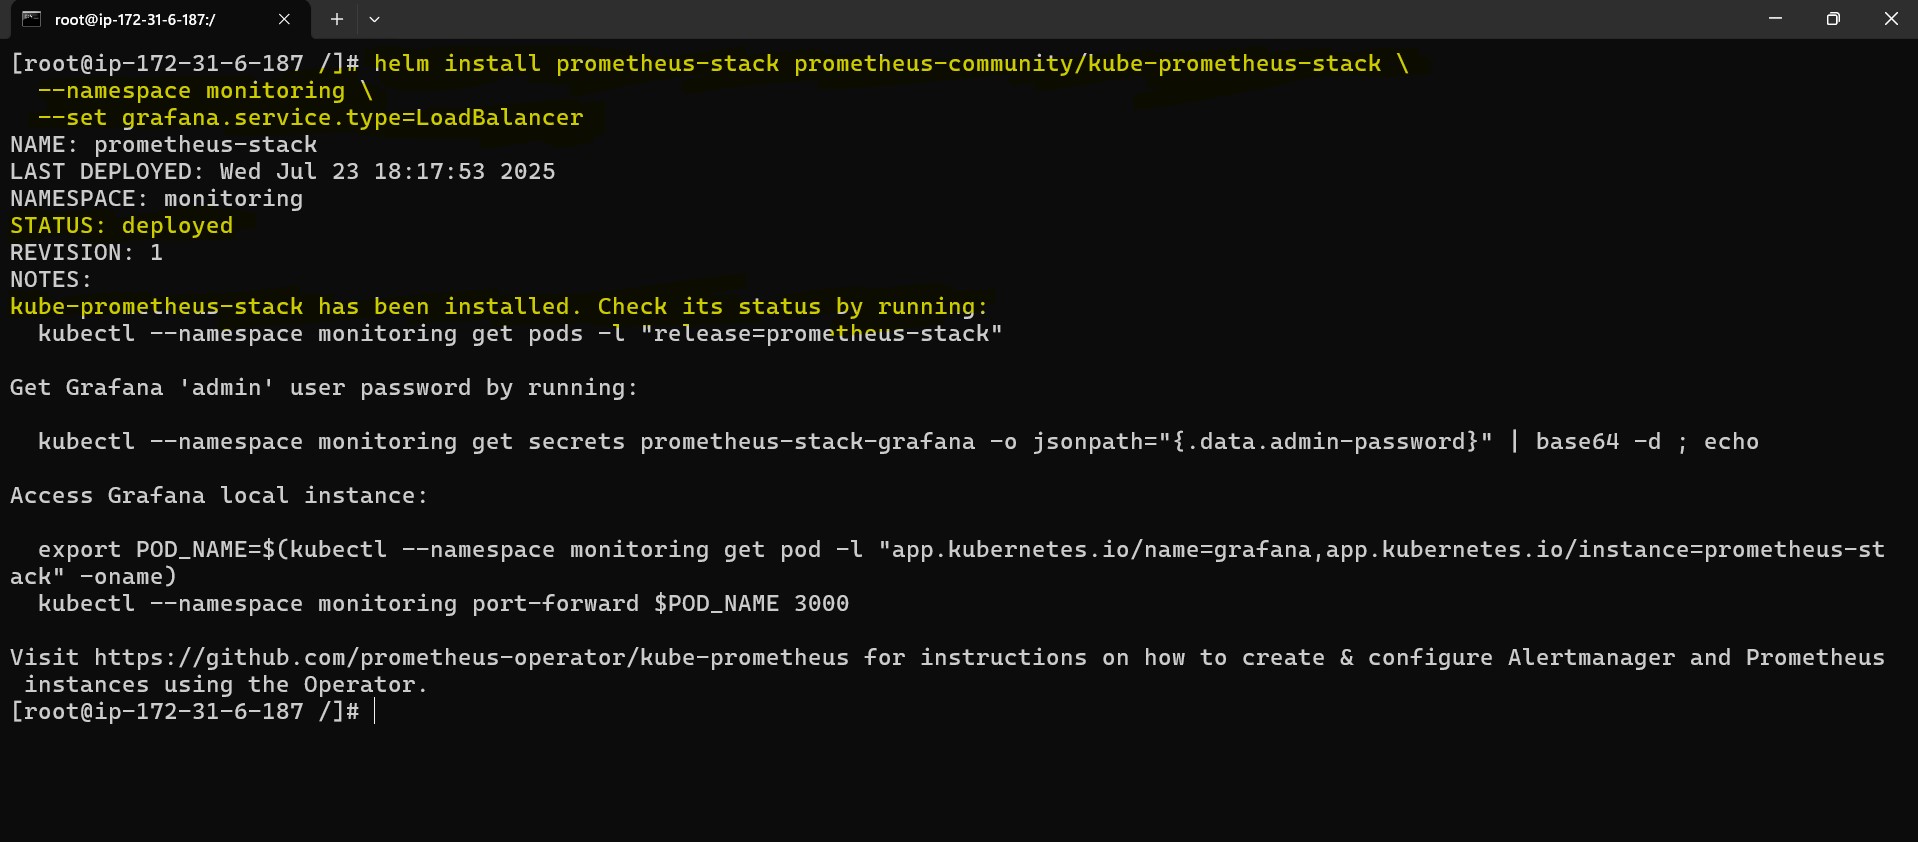 root@ip-172-31-6-187:/
[root@ip-172-31-6-187 /]# helm install prometheus-stack prometheus-community/kube-prometheus-stack \
  --namespace monitoring \
  --set grafana.service.type=LoadBalancer
NAME: prometheus-stack
LAST DEPLOYED: Wed Jul 23 18:17:53 2025
NAMESPACE: monitoring
STATUS: deployed
REVISION: 1
NOTES:
kube-prometheus-stack has been installed. Check its status by running:
  kubectl --namespace monitoring get pods -l "release=prometheus-stack"

Get Grafana 'admin' user password by running:

  kubectl --namespace monitoring get secrets prometheus-stack-grafana -o jsonpath="{.data.admin-password}" | base64 -d ; echo

Access Grafana local instance:

  export POD_NAME=$(kubectl --namespace monitoring get pod -l "app.kubernetes.io/name=grafana,app.kubernetes.io/instance=prometheus-st
ack" -oname)
  kubectl --namespace monitoring port-forward $POD_NAME 3000

Visit https://github.com/prometheus-operator/kube-prometheus for instructions on how to create & configure Alertmanager and Prometheus
 instances using the Operator.
[root@ip-172-31-6-187 /]#